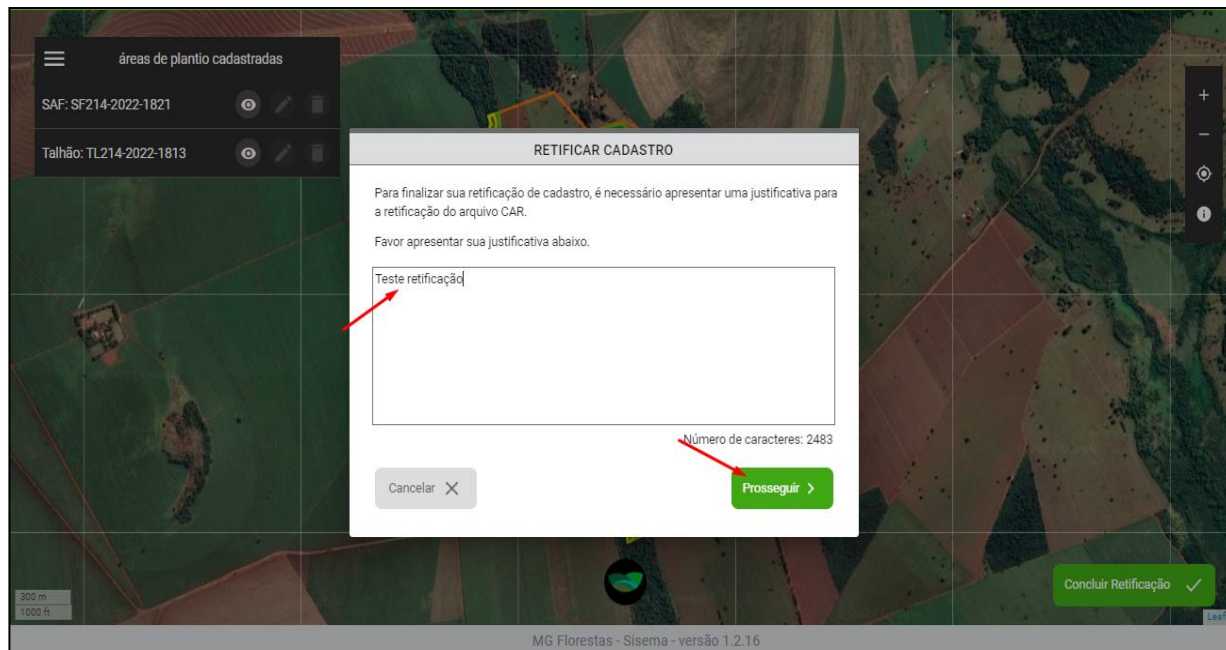 áreas de plantio cadastradas
SAF: SF214-2022-1821
Talhão: TL214-2022-1813
RETIFICAR CADASTRO
Para finalizar sua retificação de cadastro, é necessário apresentar uma justificativa para
a retificação do arquivo CAR.
Favor apresentar sua justificativa abaixo.
Teste retificação
Número de caracteres: 2483
Cancelar
Prosseguir
Concluir Retificação
300 m
1000 ft
Leaf
MG Florestas - Sisema - versão 1.2.16